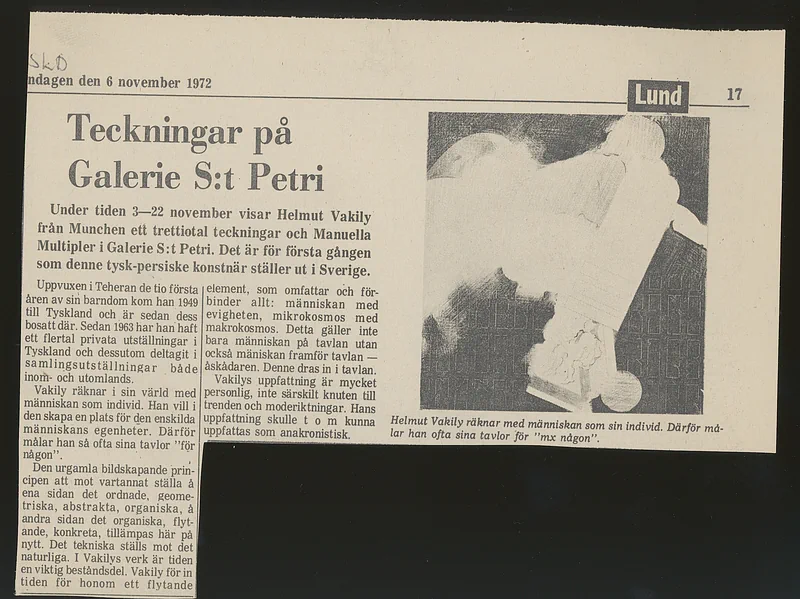 SkD
ndagen den 6 november 1972
Lund
17
Teckningar på
Galerie S:t Petri
Under tiden 3—22 november visar Helmut Vakily
från Munchen ett trettiotal teckningar och Manuella
Multipler i Galerie S:t Petri. Det är för första gången
som denne tysk-persiske konstnär ställer ut i Sverige.
Uppvuxen i Teheran de tio första
åren av sin barndom kom han 1949
till Tyskland och är sedan dess
bosatt där. Sedan 1963 har han haft
ett flertal privata utställningar i
Tyskland och dessutom deltagit i
samlingsutställningar både
inom- och utomlands.
Vakily räknar i sin värld med
människan som individ. Han vill i
den skapa en plats för den enskilda
människans egenheter. Därför
målar han så ofta sina tavlor "för
någon".
Den urgamla bildskapande prin-
cipen att mot vartannat ställa å
ena sidan det ordnade, geome-
triska, abstrakta, organiska, å
andra sidan det organiska, flyt-
ande, konkreta, tillämpas här på
nytt. Det tekniska ställs mot det
naturliga. I Vakilys verk är tiden
en viktig beståndsdel. Vakily för in
tiden för honom ett flytande
element, som omfattar och för-
binder allt: människan med
evigheten, mikrokosmos med
makrokosmos. Detta gäller inte
bara människan på tavlan utan
också mäniskan framför tavlan —
åskådaren. Denne dras in i tavlan.
Vakilys uppfattning är mycket
personlig, inte särskilt knuten till
trenden och moderiktningar. Hans
uppfattning skulle t o m kunna
uppfattas som anakronistisk.
Helmut Vakily räknar med människan som sin individ. Därför må-
lar han ofta sina tavlor för "mx någon".